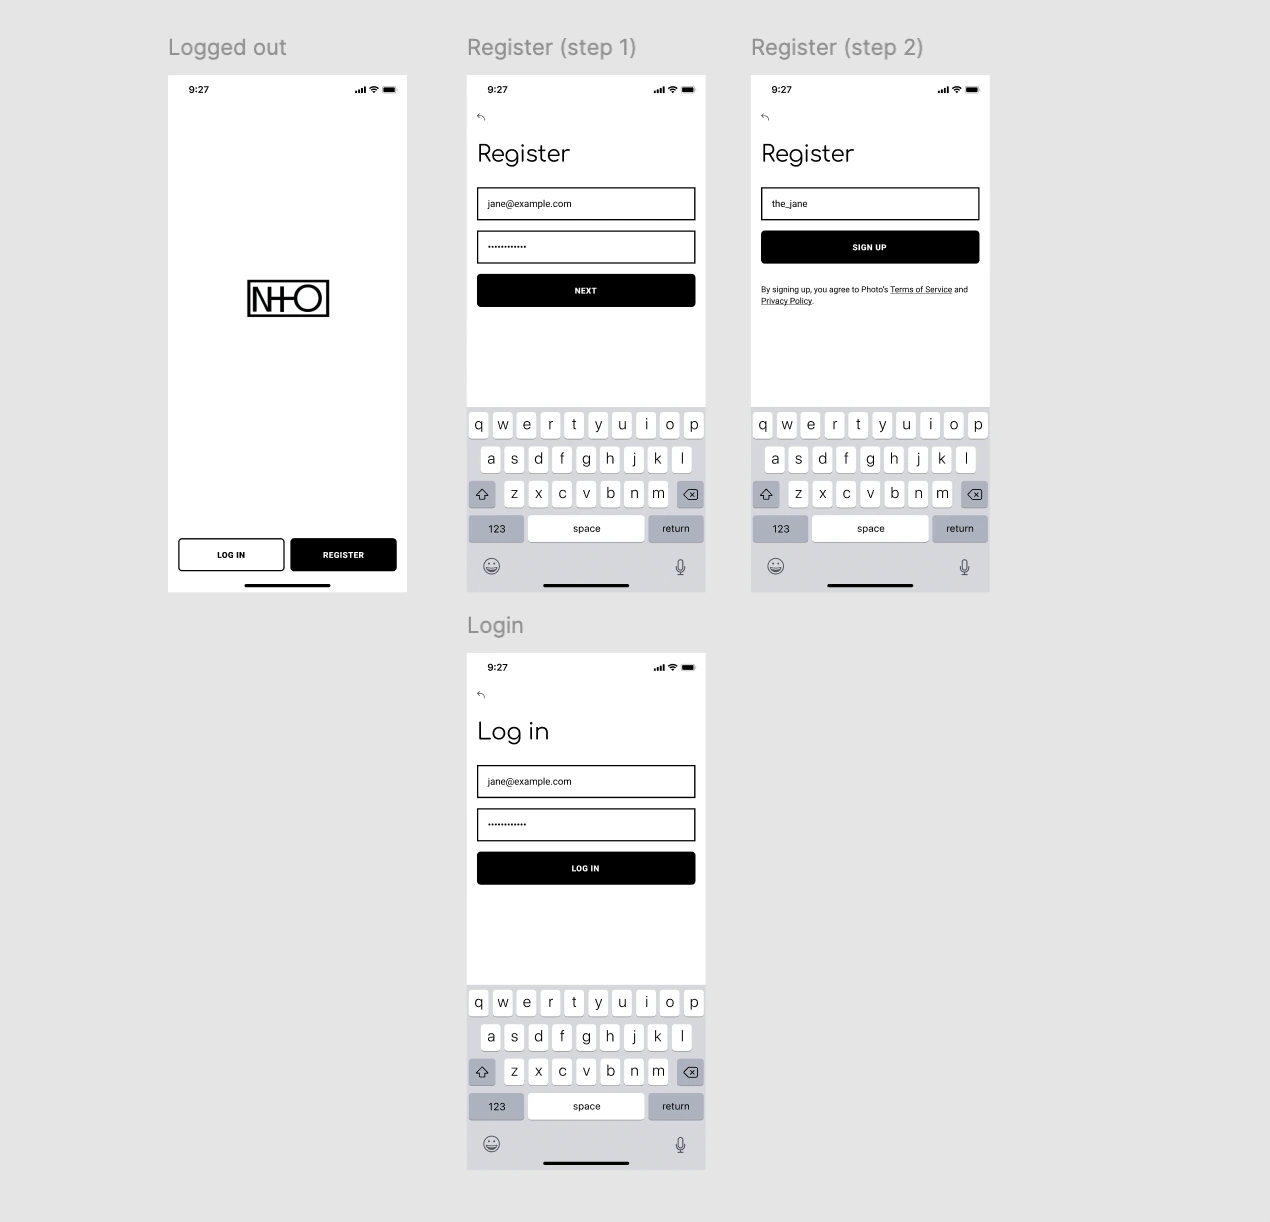 Logged out
9:27
N+O
LOG IN
REGISTER
Register (step 1)
9:27
Register
jane@example.com
••••••••••••
NEXT
q w e r t y u i o p
a s d f g h j k l
z x c v b n m
123 space return
Register (step 2)
9:27
Register
the_jane
SIGN UP
By signing up, you agree to Photo's Terms of Service and
Privacy Policy.
q w e r t y u i o p
a s d f g h j k l
z x c v b n m
123 space return
Login
9:27
Log in
jane@example.com
••••••••••••
LOG IN
q w e r t y u i o p
a s d f g h j k l
z x c v b n m
123 space return